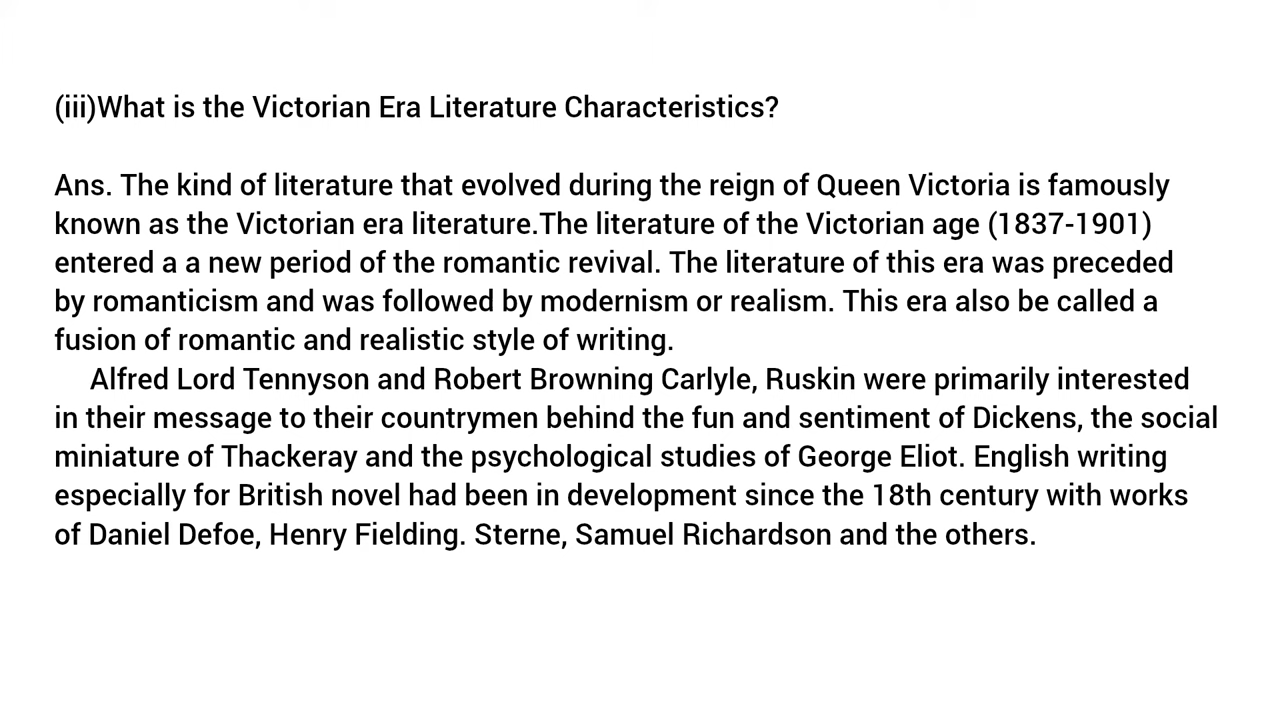 (iii)What is the Victorian Era Literature Characteristics?
Ans. The kind of literature that evolved during the reign of Queen Victoria is famously
known as the Victorian era literature.The literature of the Victorian age (1837-1901)
entered a a new period of the romantic revival. The literature of this era was preceded
by romanticism and was followed by modernism or realism. This era also be called a
fusion of romantic and realistic style of writing.
Alfred Lord Tennyson and Robert Browning Carlyle, Ruskin were primarily interested
in their message to their countrymen behind the fun and sentiment of Dickens, the social
miniature of Thackeray and the psychological studies of George Eliot. English writing
especially for British novel had been in development since the 18th century with works
of Daniel Defoe, Henry Fielding. Sterne, Samuel Richardson and the others.